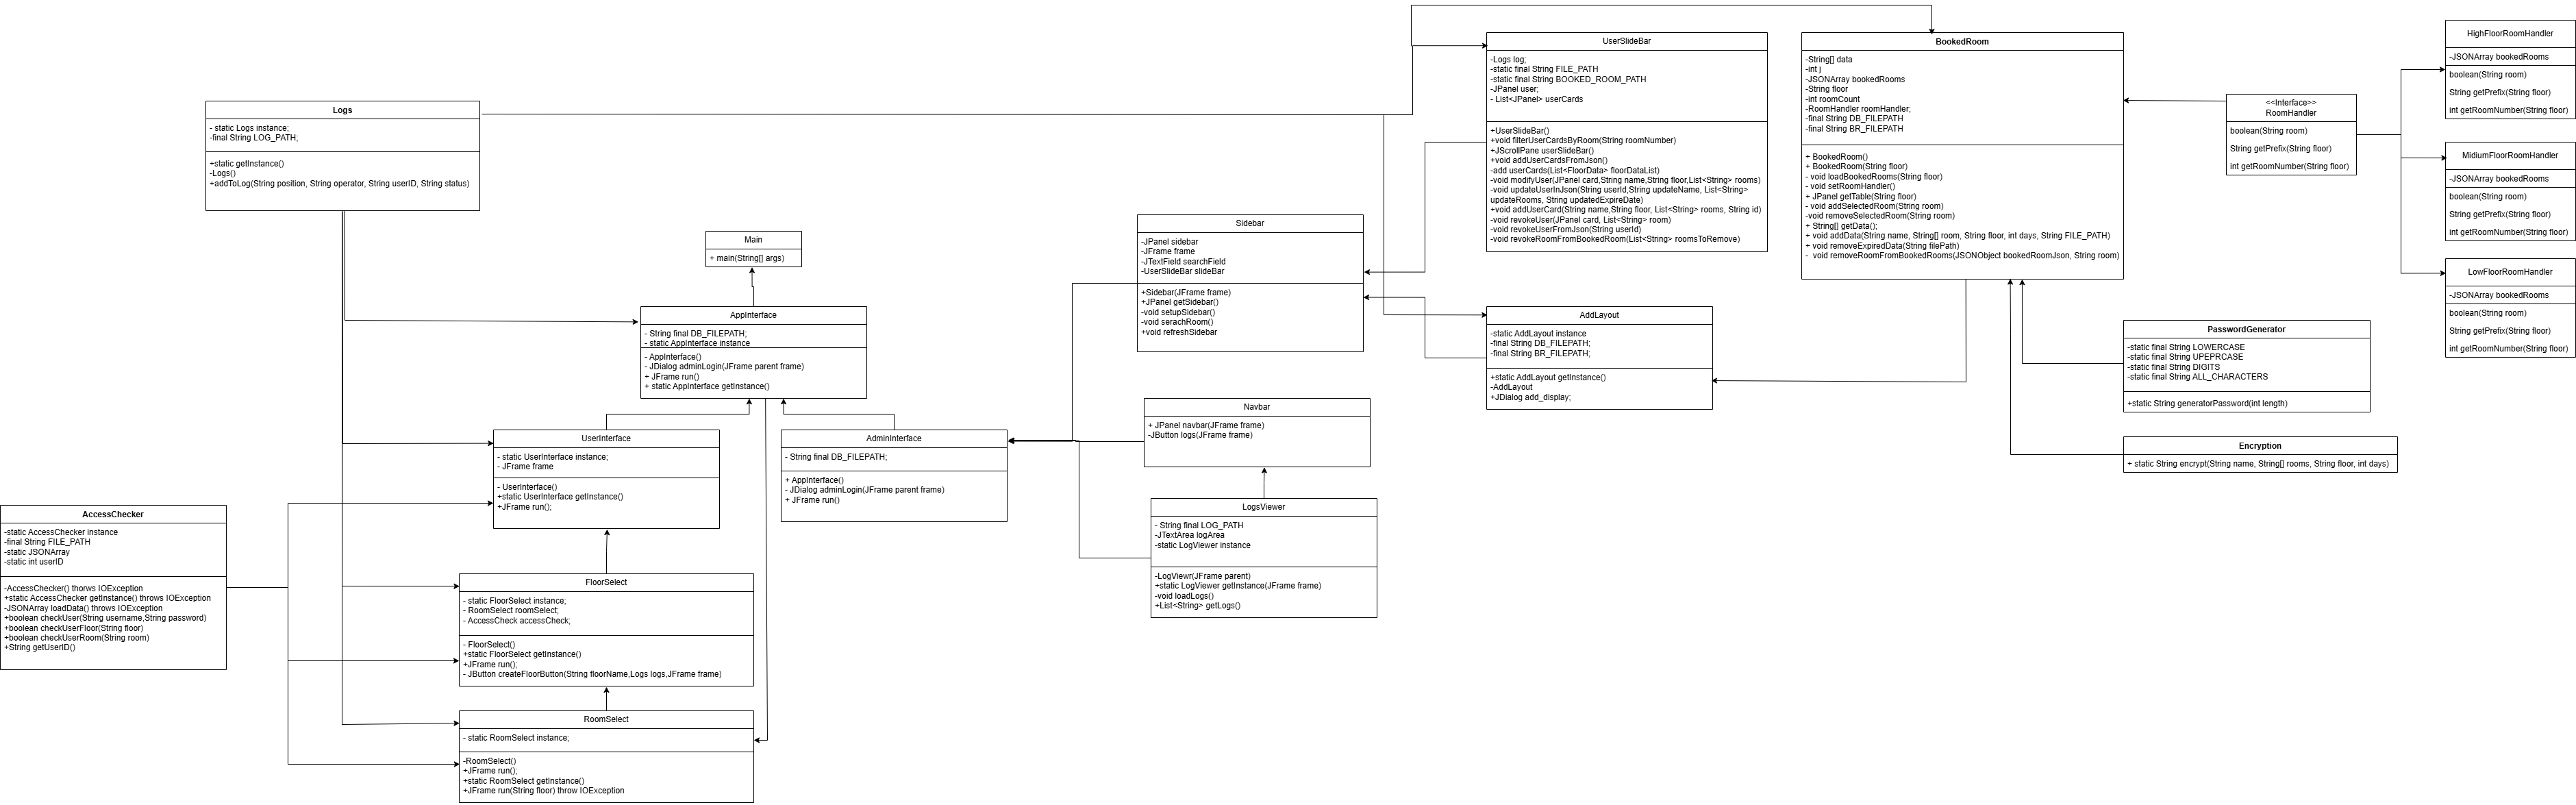 Logs
- static Logs instance;
-final String LOG_PATH;
+static getInstance()
-Logs()
+addToLog(String position, String operator, String userID, String status)
Main
+ main(String[] args)
AppInterface
- String final DB_FILEPATH;
- static AppInterface instance
- AppInterface()
- JDialog adminLogin(JFrame parent frame)
+ JFrame run()
+ static AppInterface getInstance()
UserInterface
- static UserInterface instance;
- JFrame frame
- UserInterface()
+static UserInterface getInstance()
+JFrame run();
AdminInterface
- String final DB_FILEPATH;
+ AppInterface()
- JDialog adminLogin(JFrame parent frame)
+ JFrame run()
AccessChecker
-static AccessChecker instance
-final String FILE_PATH
-static JSONArray
-static int userID
-AccessChecker() thorws IOException
+static AccessChecker getInstance() throws IOException
-JSONArray loadData() throws IOException
+boolean checkUser(String username,String password)
+boolean checkUserFloor(String floor)
+boolean checkUserRoom(String room)
+String getUserID()
FloorSelect
- static FloorSelect instance;
- RoomSelect roomSelect;
- AccessCheck accessCheck;
- FloorSelect()
+static FloorSelect getInstance()
+JFrame run();
- JButton createFloorButton(String floorName,Logs logs,JFrame frame)
RoomSelect
- static RoomSelect instance;
-RoomSelect()
+JFrame run();
+static RoomSelect getInstance()
+JFrame run(String floor) throw IOException
Sidebar
-JPanel sidebar
-JFrame frame
-JTextField searchField
-UserSlideBar slideBar
+Sidebar(JFrame frame)
+JPanel getSidebar()
-void setupSidebar()
-void serachRoom()
+void refreshSidebar
Navbar
+ JPanel navbar(JFrame frame)
-JButton logs(JFrame frame)
LogsViewer
- String final LOG_PATH
-JTextArea logArea
-static LogViewer instance
-LogViewr(JFrame parent)
+static LogViewer getInstance(JFrame frame)
-void loadLogs()
+List<String> getLogs()
UserSlideBar
-Logs log;
-static final String FILE_PATH
-static final String BOOKED_ROOM_PATH
-JPanel user;
- List<JPanel> userCards
+UserSlideBar()
+void filterUserCardsByRoom(String roomNumber)
+JScrollPane userSlideBar()
+void addUserCardsFromJson()
-add userCards(List<FloorData> floorDataList)
-void modifyUser(JPanel card,String name,String floor,List<String> rooms)
-void updateUserInJson(String userId,String updateName, List<String>
updateRooms, String updatedExpireDate)
+void addUserCard(String name,String floor, List<String> rooms, String id)
-void revokeUser(JPanel card, List<String> room)
-void revokeUserFromJson(String userId)
-void revokeRoomFromBookedRoom(List<String> roomsToRemove)
AddLayout
-static AddLayout instance
-final String DB_FILEPATH;
-final String BR_FILEPATH;
+static AddLayout getInstance()
-AddLayout
+JDialog add_display;
BookedRoom
-String[] data
-int j
-JSONArray bookedRooms
-String floor
-int roomCount
-RoomHandler roomHandler;
-final String DB_FILEPATH
-final String BR_FILEPATH
+ BookedRoom()
+ BookedRoom(String floor)
- void loadBookedRooms(String floor)
- void setRoomHandler()
+ JPanel getTable(String floor)
- void addSelectedRoom(String room)
-void removeSelectedRoom(String room)
+ String[] getData();
+ void addData(String name, String[] room, String floor, int days, String FILE_PATH)
+ void removeExpiredData(String filePath)
- void removeRoomFromBookedRooms(JSONObject bookedRoomJson, String room)
<<Interface>>
RoomHandler
boolean(String room)
String getPrefix(String floor)
int getRoomNumber(String floor)
PasswordGenerator
-static final String LOWERCASE
-static final String UPEPRCASE
-static final String DIGITS
-static final String ALL_CHARACTERS
+static String generatorPassword(int length)
Encryption
+ static String encrypt(String name, String[] rooms, String floor, int days)
HighFloorRoomHandler
-JSONArray bookedRooms
boolean(String room)
String getPrefix(String floor)
int getRoomNumber(String floor)
MidiumFloorRoomHandler
-JSONArray bookedRooms
boolean(String room)
String getPrefix(String floor)
int getRoomNumber(String floor)
LowFloorRoomHandler
-JSONArray bookedRooms
boolean(String room)
String getPrefix(String floor)
int getRoomNumber(String floor)